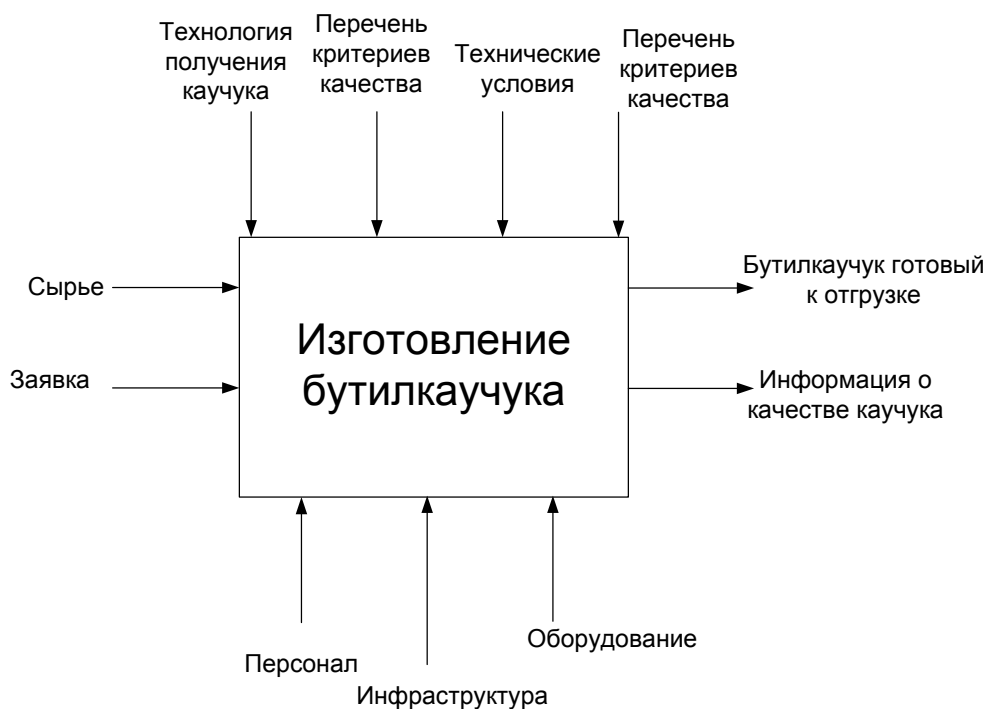 Технология
получения
каучука
Перечень
критериев
качества
Технические
условия
Перечень
критериев
качества
Сырье
Заявка
Изготовление
бутилкаучука
Бутилкаучук готовый
к отгрузке
Информация о
качестве каучука
Персонал
Инфраструктура
Оборудование